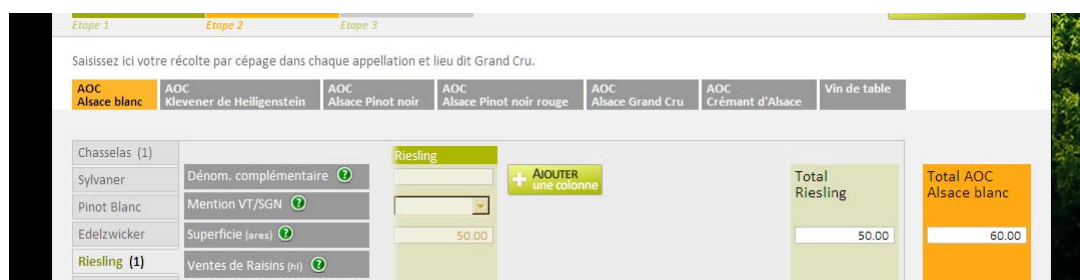 Etape 1 Etape 2 Etape 3
Saisissez ici votre récolte par cépage dans chaque appellation et lieu dit Grand Cru.
AOC AOC AOC AOC AOC AOC Vin de table
Alsace blanc Klevener de Heiligenstein Alsace Pinot noir Alsace Pinot noir rouge Alsace Grand Cru Crémant d'Alsace
Chasselas (1) Riesling
Sylvaner Dénom. complémentaire ? + AJOUTER une colonne Total Riesling Total AOC Alsace blanc
Pinot Blanc Mention VT/SGN ?
Edelzwicker Superficie (ares) ? 50.00 50.00 60.00
Riesling (1) Ventes de Raisins (hl) ?